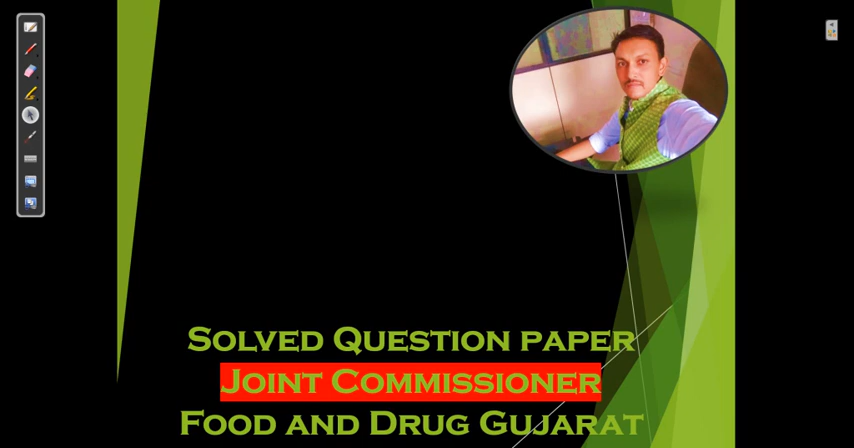 Solved Question paper
Joint Commissioner
Food and Drug Gujarat